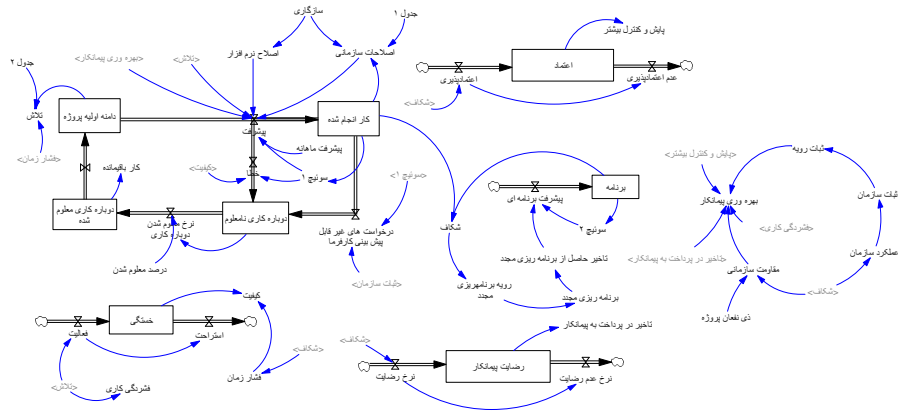 سازگاری
جدول ۱
اصلاح نرم افزار
اصلاحات سازمانی
<تلاش>
<بهره وری پیمانکار>
جدول ۲
تلاش
<فشار زمان>
دامنه اولیه پروژه
کار انجام شده
پیشرفت
پیشرفت ماهانه
سوئیچ ۱
خطا
<کیفیت>
کار باقیمانده
دوباره کاری معلوم
شده
نرخ معلوم شدن
دوباره کاری
دوباره کاری نامعلوم
درصد معلوم شدن
<سوئیچ ۱>
درخواست های غیر قابل
پیش بینی کارفرما
<ثبات سازمان>
پایش و کنترل بیشتر
اعتماد
اعتمادپذیری
عدم اعتمادپذیری
<شکاف>
برنامه
پیشرفت برنامه ای
سوئیچ ۲
شکاف
تاخیر حاصل از برنامه ریزی مجدد
رویه برنامهریزی
مجدد
برنامه ریزی مجدد
<پایش و کنترل بیشتر>
ثبات رویه
بهره وری پیمانکار
ثبات سازمان
<فشردگی کاری>
<تاخیر در پرداخت به پیمانکار>
عملکرد سازمان
مقاومت سازمانی
<شکاف>
ذی نفعان پروژه
کیفیت
خستگی
فعالیت
استراحت
<شکاف>
فشار زمان
<تلاش>
فشردگی کاری
تاخیر در پرداخت به پیمانکار
<شکاف>
رضایت پیمانکار
نرخ رضایت
نرخ عدم رضایت